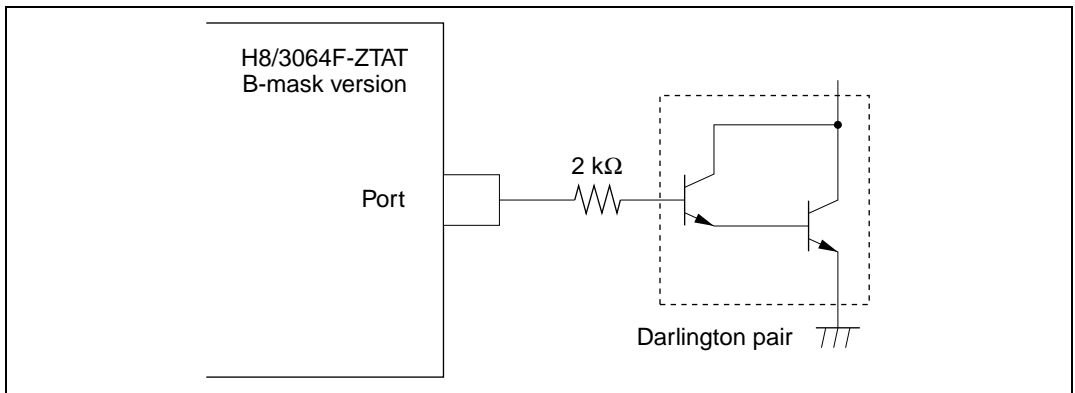 H8/3064F-ZTAT
B-mask version
Port
2 kΩ
Darlington pair